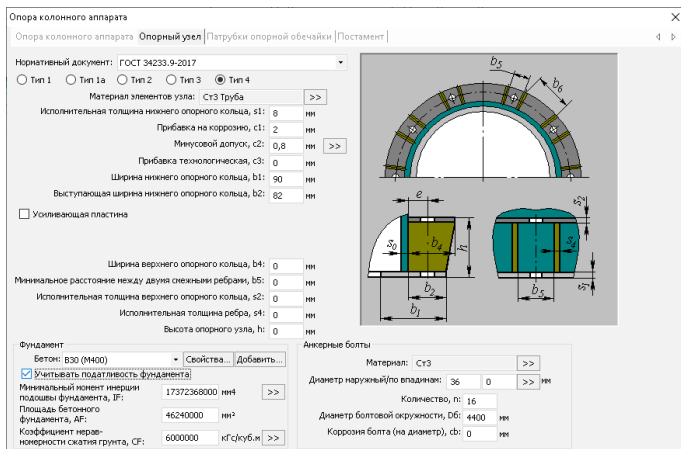 Опора колонного аппарата
Опора колонного аппарата Опорный узел Патрубки опорной обечайки Постамент
Нормативный документ: ГОСТ 34233.9-2017
Тип 1 Тип 1а Тип 2 Тип 3 Тип 4
Материал элементов узла: Ст3 Труба >>
Исполнительная толщина нижнего опорного кольца, s1: 8 мм
Прибавка на коррозию, c1: 2 мм
Минусовой допуск, c2: 0,8 мм >>
Прибавка технологическая, c3: 0 мм
Ширина нижнего опорного кольца, b1: 90 мм
Выступающая ширина нижнего опорного кольца, b2: 82 мм
Усиливающая пластина
Ширина верхнего опорного кольца, b4: 0 мм
Минимальное расстояние между двумя смежными ребрами, b5: 0 мм
Исполнительная толщина верхнего опорного кольца, s2: 0 мм
Исполнительная толщина ребра, s4: 0 мм
Высота опорного узла, h: 0 мм
b5
b6
e
s0
b4
h
b2
b1
s2
s4
b5
s1
Фундамент
Бетон: В30 (М400) Свойства... Добавить...
Учитывать податливость фундамента
Минимальный момент инерции
подошвы фундамента, IF: 17372368000 мм4 >>
Площадь бетонного
фундамента, AF: 46240000 мм²
Коэффициент нерав-
номерности сжатия грунта, CF: 6000000 кГс/куб.м >>
Анкерные болты
Материал: Ст3 >>
Диаметр наружный/по впадинам: 36 0 >> мм
Количество, n: 16
Диаметр болтовой окружности, Dб: 4400 мм
Коррозия болта (на диаметр), cb: 0 мм